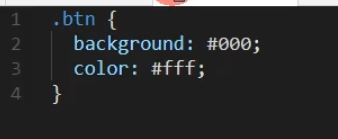 1 .btn {
2   background: #000;
3   color: #fff;
4 }